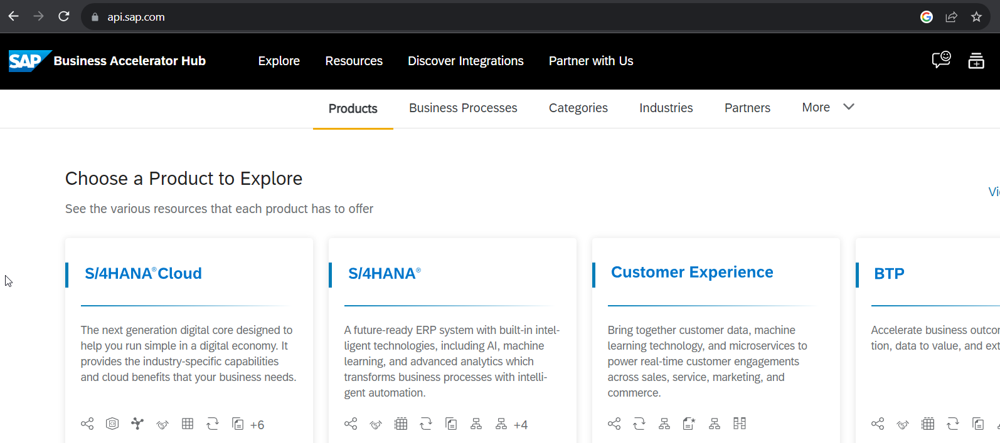 api.sap.com
SAP Business Accelerator Hub Explore Resources Discover Integrations Partner with Us
Products Business Processes Categories Industries Partners More
Choose a Product to Explore
See the various resources that each product has to offer
S/4HANA® Cloud
The next generation digital core designed to
help you run simple in a digital economy. It
provides the industry-specific capabilities
and cloud benefits that your business needs.
+6
S/4HANA®
A future-ready ERP system with built-in intel-
ligent technologies, including AI, machine
learning, and advanced analytics which
transforms business processes with intelli-
gent automation.
+4
Customer Experience
Bring together customer data, machine
learning technology, and microservices to
power real-time customer engagements
across sales, service, marketing, and
commerce.
BTP
Accelerate business
tion, data to value, and